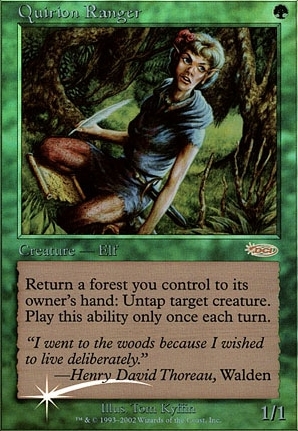 Quirion Ranger
Creature — Elf
DCI
Return a forest you control to its
owner's hand: Untap target creature.
Play this ability only once each turn.
"I went to the woods because I wished
to live deliberately."
—Henry David Thoreau, Walden
Illus. Tom Kyffin
™ & © 1993–2002 Wizards of the Coast, Inc.
1/1